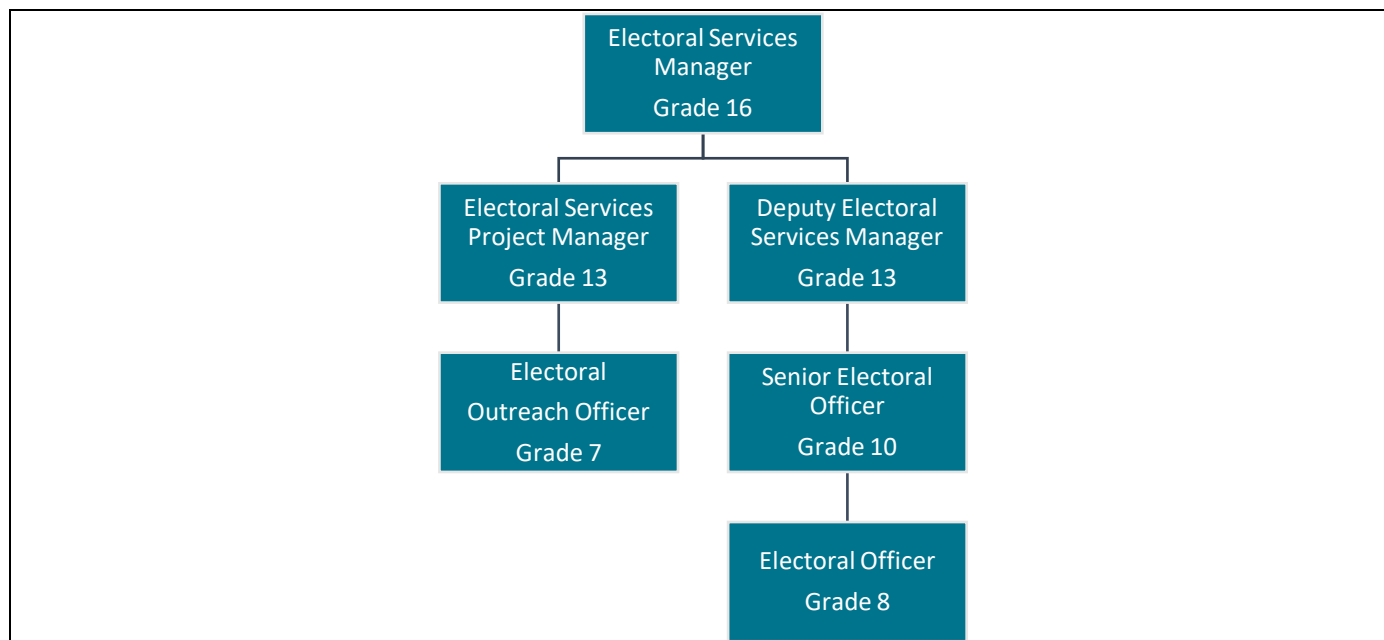 Electoral Services
Manager
Grade 16
Electoral Services
Project Manager
Grade 13
Deputy Electoral
Services Manager
Grade 13
Electoral
Outreach Officer
Grade 7
Senior Electoral
Officer
Grade 10
Electoral Officer
Grade 8